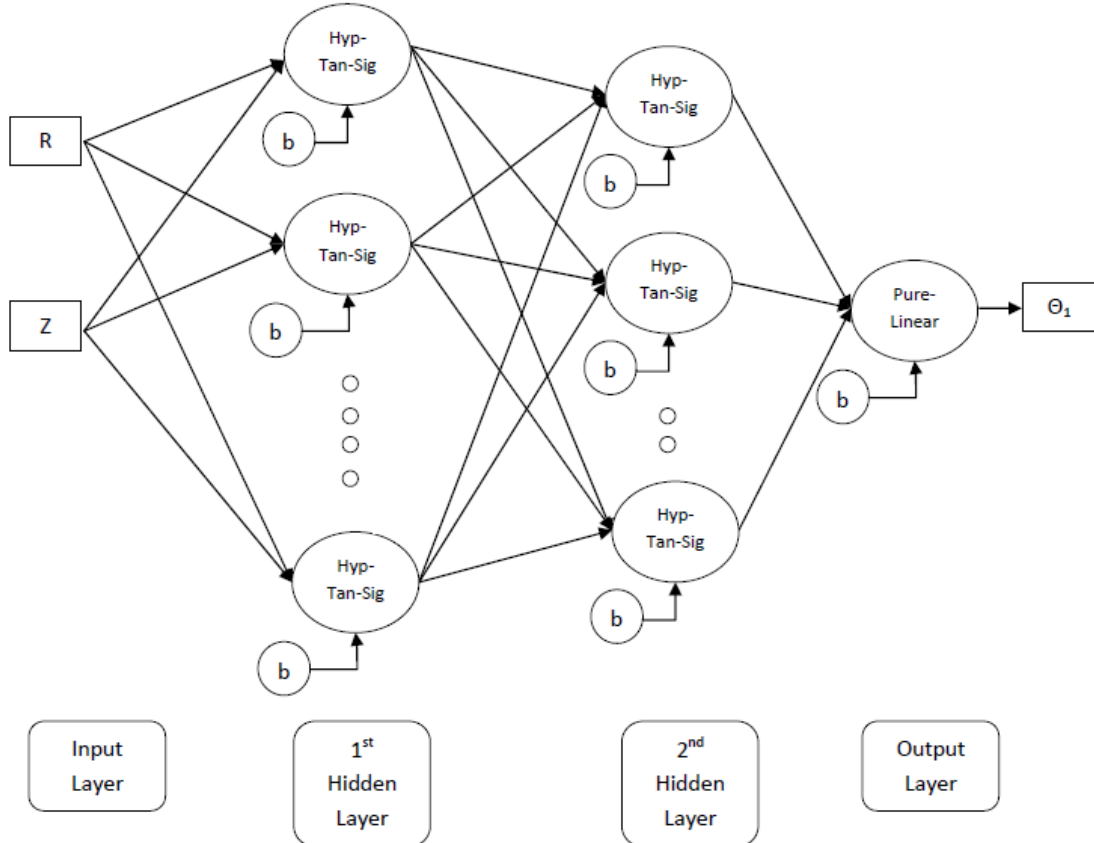 R
Z
Hyp-
Tan-Sig
b
Hyp-
Tan-Sig
b
Hyp-
Tan-Sig
b
Hyp-
Tan-Sig
b
Hyp-
Tan-Sig
b
Hyp-
Tan-Sig
b
Pure-
Linear
b
Θ₁
Input
Layer
1st
Hidden
Layer
2nd
Hidden
Layer
Output
Layer